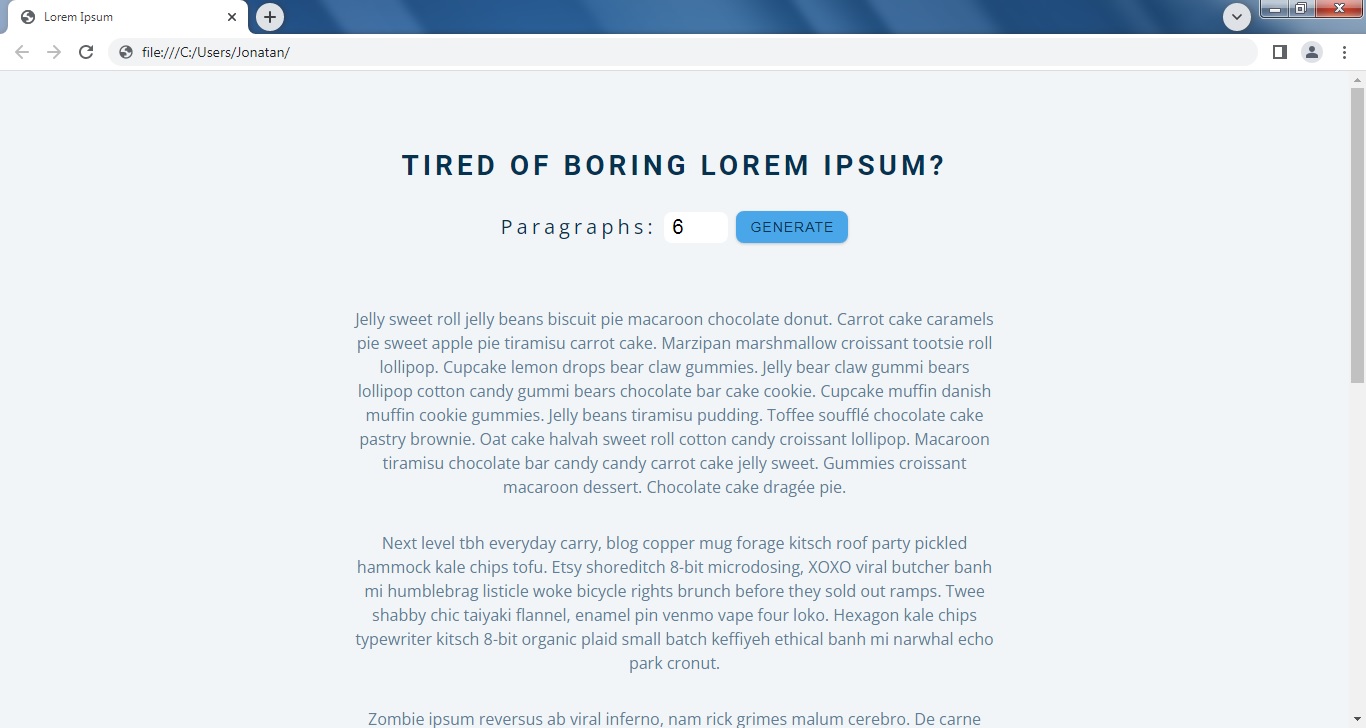 Lorem Ipsum
file:///C:/Users/Jonatan/
TIRED OF BORING LOREM IPSUM?
Paragraphs: 6 GENERATE
Jelly sweet roll jelly beans biscuit pie macaroon chocolate donut. Carrot cake caramels
pie sweet apple pie tiramisu carrot cake. Marzipan marshmallow croissant tootsie roll
lollipop. Cupcake lemon drops bear claw gummies. Jelly bear claw gummi bears
lollipop cotton candy gummi bears chocolate bar cake cookie. Cupcake muffin danish
muffin cookie gummies. Jelly beans tiramisu pudding. Toffee soufflé chocolate cake
pastry brownie. Oat cake halvah sweet roll cotton candy croissant lollipop. Macaroon
tiramisu chocolate bar candy candy carrot cake jelly sweet. Gummies croissant
macaroon dessert. Chocolate cake dragée pie.
Next level tbh everyday carry, blog copper mug forage kitsch roof party pickled
hammock kale chips tofu. Etsy shoreditch 8-bit microdosing, XOXO viral butcher banh
mi humblebrag listicle woke bicycle rights brunch before they sold out ramps. Twee
shabby chic taiyaki flannel, enamel pin venmo vape four loko. Hexagon kale chips
typewriter kitsch 8-bit organic plaid small batch keffiyeh ethical banh mi narwhal echo
park cronut.
Zombie ipsum reversus ab viral inferno, nam rick grimes malum cerebro. De carne